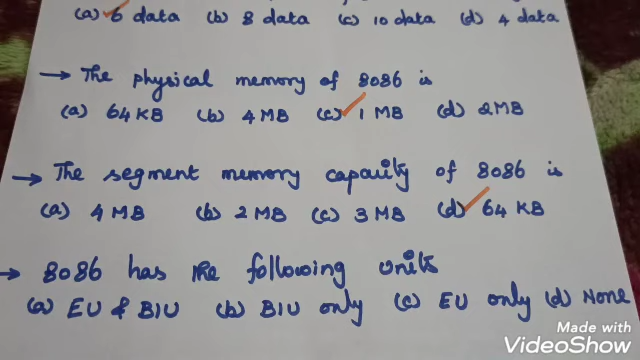 (a) 6 data (b) 8 data (c) 10 data (d) 4 data
→ The physical memory of 8086 is
(a) 64 KB (b) 4 MB (c) 1 MB (d) 2MB
→ The segment memory capacity of 8086 is
(a) 4 MB (b) 2 MB (c) 3 MB (d) 64 KB
→ 8086 has the following units
(a) EU & BIU (b) BIU only (c) EU only (d) None
Made with
VideoShow